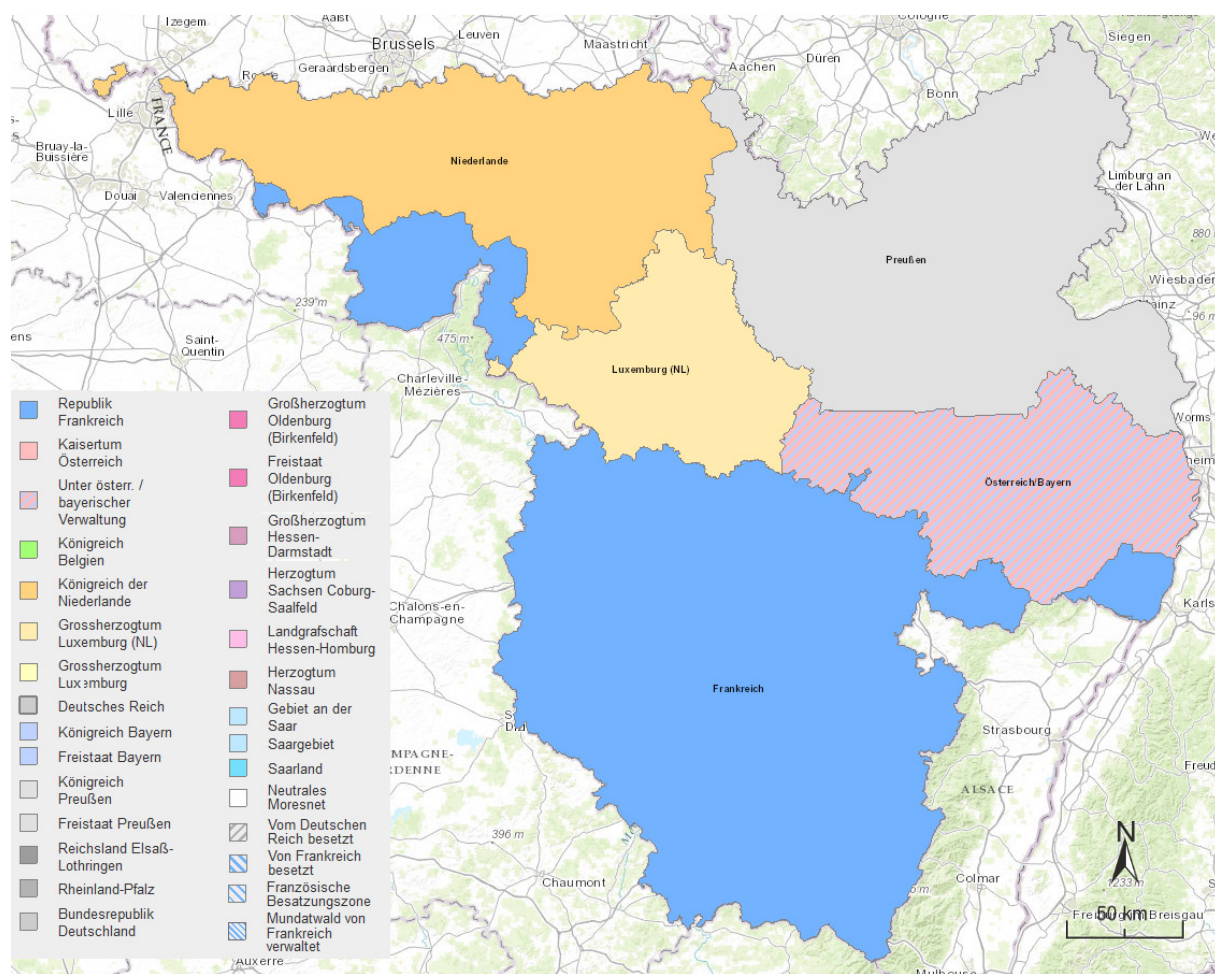 Izegem
Aalst
Leuven
Brussels
Maastricht
Cologne
Siegen
Geraardsbergen
Aachen
Düren
Bonn
Lille
FRANCE
Bruay-la-
Buissière
Niederlande
Douai
Valenciennes
Limburg an
der Lahn
880
Preußen
Wiesbaden
Mainz
239 m
96 m
Saint-
Quentin
475 m
Luxemburg (NL)
Charleville-
Mézières
Worms
Österreich/Bayern
Chalons-en-
Champagne
Karls
Frankreich
Strasbourg
ALSACE
Freud
396 m
Chaumont
Colmar
1233 m
Freiburg im Breisgau
Auxerre
Mulhouse
N
50 km
Republik
Frankreich
Kaisertum
Österreich
Unter österr. /
bayerischer
Verwaltung
Königreich
Belgien
Königreich der
Niederlande
Grossherzogtum
Luxemburg (NL)
Grossherzogtum
Luxemburg
Deutsches Reich
Königreich Bayern
Freistaat Bayern
Königreich
Preußen
Freistaat Preußen
Reichsland Elsaß-
Lothringen
Rheinland-Pfalz
Bundesrepublik
Deutschland
Großherzogtum
Oldenburg
(Birkenfeld)
Freistaat
Oldenburg
(Birkenfeld)
Großherzogtum
Hessen-
Darmstadt
Herzogtum
Sachsen Coburg-
Saalfeld
Landgrafschaft
Hessen-Homburg
Herzogtum
Nassau
Gebiet an der
Saar
Saargebiet
Saarland
Neutrales
Moresnet
Vom Deutschen
Reich besetzt
Von Frankreich
besetzt
Französische
Besatzungszone
Mundatwald von
Frankreich
verwaltet